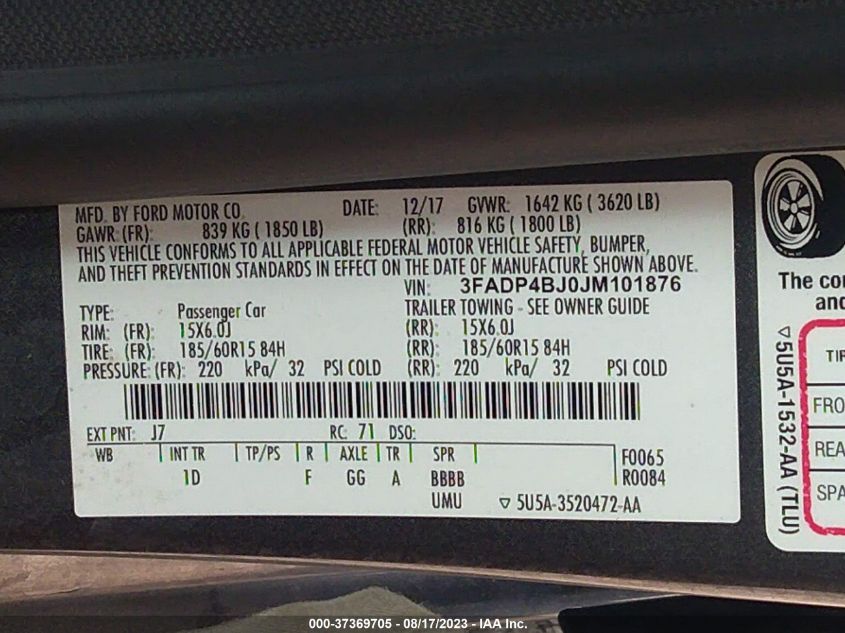 MFD. BY FORD MOTOR CO. DATE: 12/17 GVWR: 1642 KG ( 3620 LB)
GAWR: (FR): 839 KG ( 1850 LB) (RR): 816 KG ( 1800 LB)
THIS VEHICLE CONFORMS TO ALL APPLICABLE FEDERAL MOTOR VEHICLE SAFETY, BUMPER,
AND THEFT PREVENTION STANDARDS IN EFFECT ON THE DATE OF MANUFACTURE SHOWN ABOVE.
VIN: 3FADP4BJ0JM101876
TYPE: Passenger Car TRAILER TOWING - SEE OWNER GUIDE
RIM: (FR): 15X6.0J (RR): 15X6.0J
TIRE: (FR): 185/60R15 84H (RR): 185/60R15 84H
PRESSURE: (FR): 220 kPa/ 32 PSI COLD (RR): 220 kPa/ 32 PSI COLD
EXT PNT: J7 RC: 71 DSO:
WB INT TR TP/PS R AXLE TR SPR F0065
1D F GG A BBBB R0084
UMU 5U5A-3520472-AA
The
and
5U5A-1532-AA (TLU)
000-37369705 - 08/17/2023 - IAA Inc.